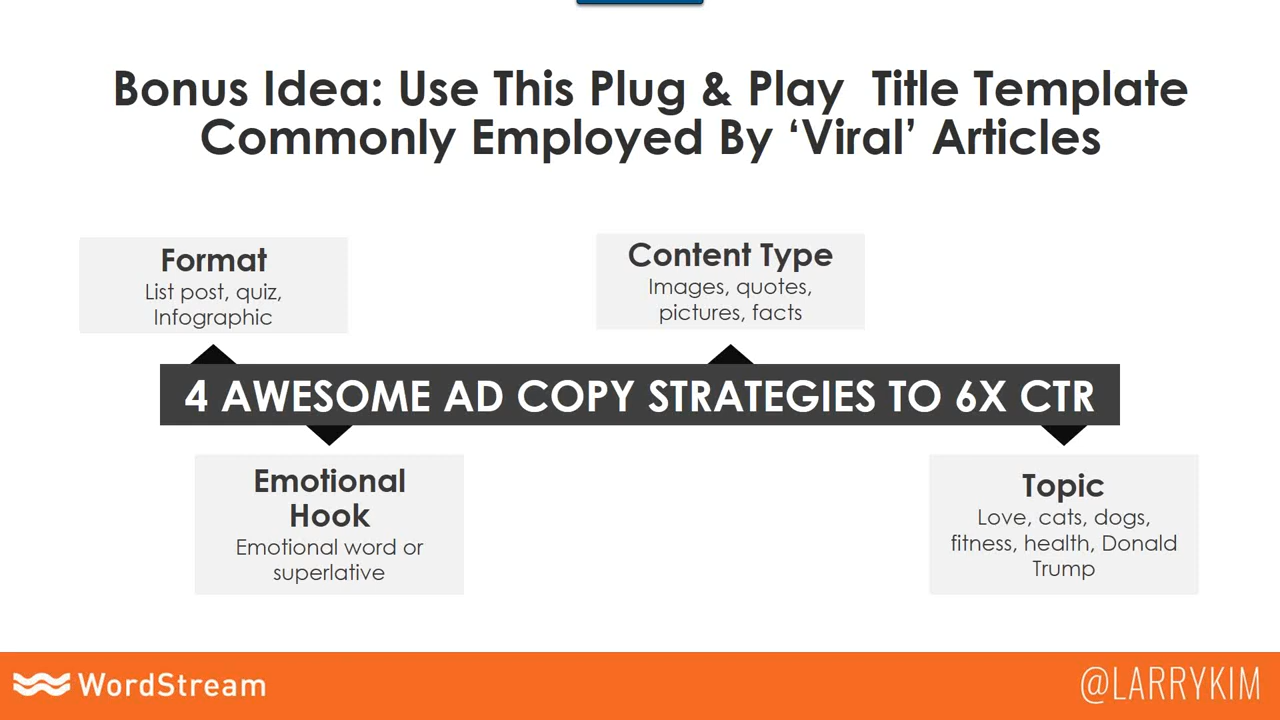 Bonus Idea: Use This Plug & Play  Title Template
Commonly Employed By ‘Viral’ Articles
Format
List post, quiz,
Infographic
Content Type
Images, quotes,
pictures, facts
4 AWESOME AD COPY STRATEGIES TO 6X CTR
Emotional
Hook
Emotional word or
superlative
Topic
Love, cats, dogs,
fitness, health, Donald
Trump
WordStream
@LARRYKIM